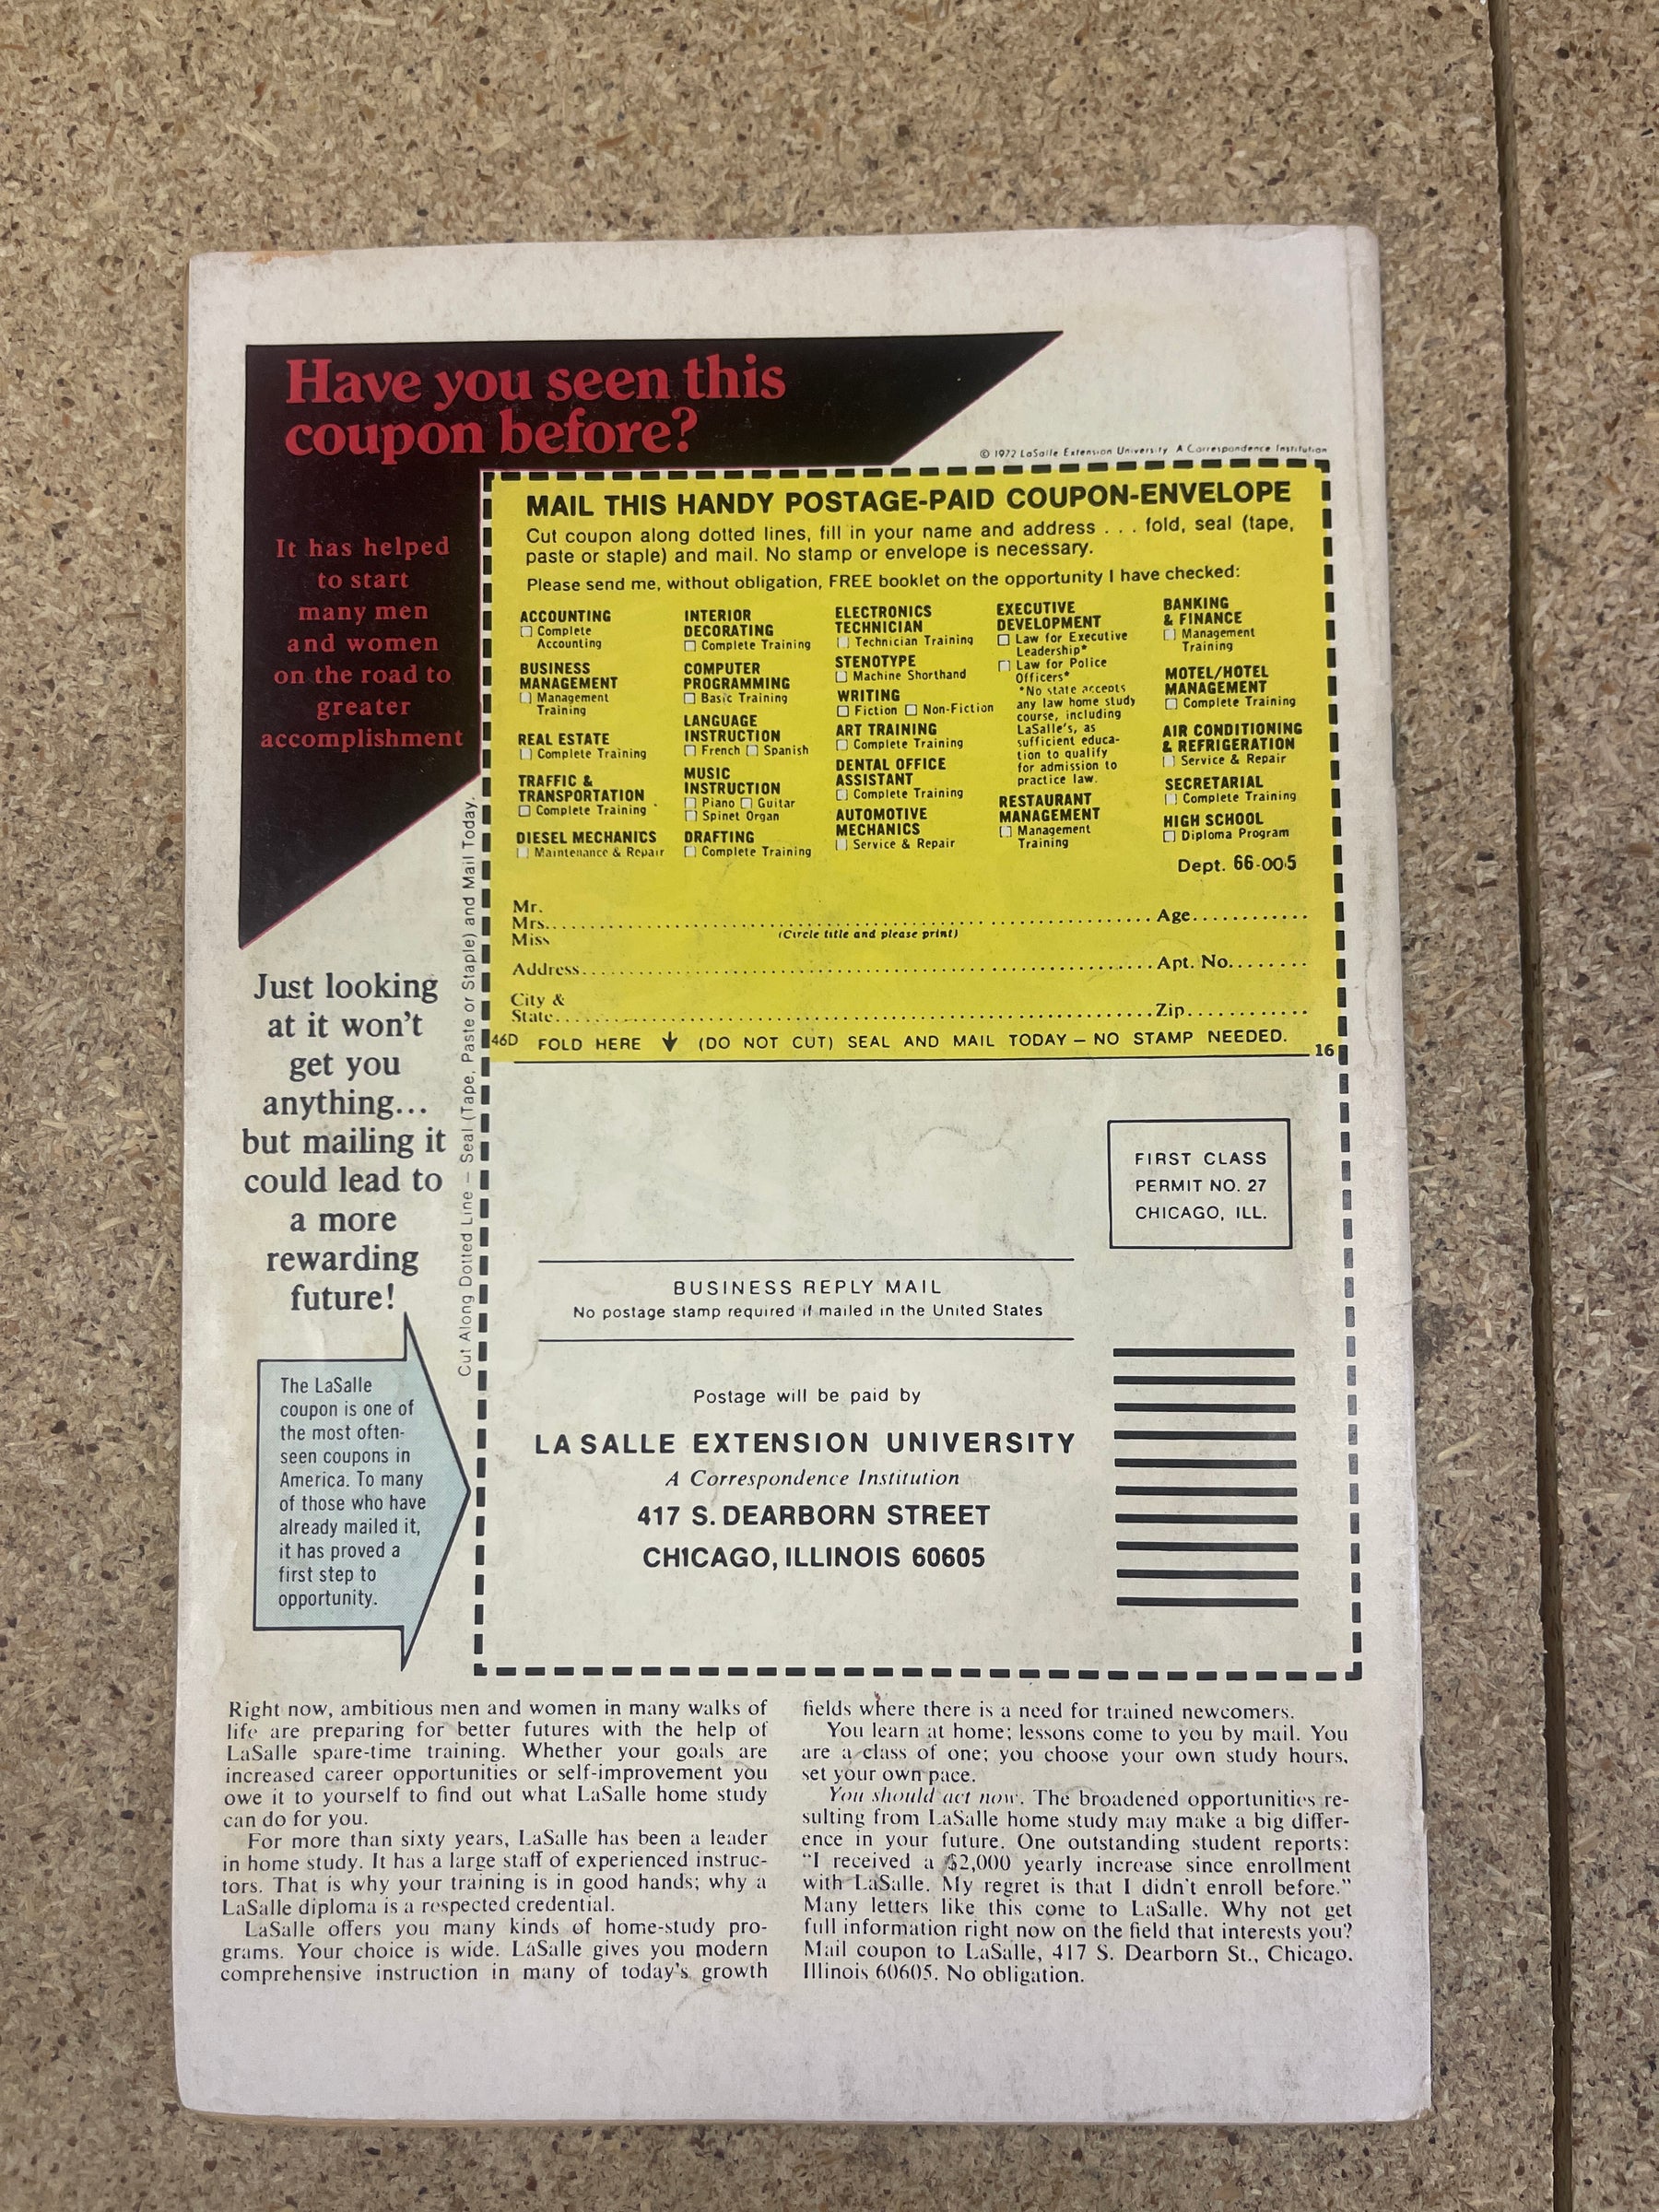 Have you seen this
coupon before?
It has helped
to start
many men
and women
on the road to
greater
accomplishment
© 1972 LaSalle Extension University A Correspondence Institution
MAIL THIS HANDY POSTAGE-PAID COUPON-ENVELOPE
Cut coupon along dotted lines, fill in your name and address . . . fold, seal (tape,
paste or staple) and mail. No stamp or envelope is necessary.
Please send me, without obligation, FREE booklet on the opportunity I have checked:
ACCOUNTING
☐ Complete
Accounting
BUSINESS
MANAGEMENT
☐ Management
Training
REAL ESTATE
☐ Complete Training
TRAFFIC &
TRANSPORTATION
☐ Complete Training
DIESEL MECHANICS
☐ Maintenance & Repair
INTERIOR
DECORATING
☐ Complete Training
COMPUTER
PROGRAMMING
☐ Basic Training
LANGUAGE
INSTRUCTION
☐ French ☐ Spanish
MUSIC
INSTRUCTION
☐ Piano ☐ Guitar
☐ Spinet Organ
DRAFTING
☐ Complete Training
ELECTRONICS
TECHNICIAN
☐ Technician Training
STENOTYPE
☐ Machine Shorthand
WRITING
☐ Fiction ☐ Non-Fiction
ART TRAINING
☐ Complete Training
DENTAL OFFICE
ASSISTANT
☐ Complete Training
AUTOMOTIVE
MECHANICS
☐ Service & Repair
EXECUTIVE
DEVELOPMENT
☐ Law for Executive
Leadership*
☐ Law for Police
Officers*
*No state accepts
any law home study
course, including
LaSalle's, as
sufficient educa-
tion to qualify
for admission to
practice law.
RESTAURANT
MANAGEMENT
☐ Management
Training
BANKING
& FINANCE
☐ Management
Training
MOTEL/HOTEL
MANAGEMENT
☐ Complete Training
AIR CONDITIONING
& REFRIGERATION
☐ Service & Repair
SECRETARIAL
☐ Complete Training
HIGH SCHOOL
☐ Diploma Program
Dept. 66-005
Mr.
Mrs. Age
Miss (Circle title and please print)
Address Apt. No.
City &
State Zip
46D FOLD HERE ↓ (DO NOT CUT) SEAL AND MAIL TODAY — NO STAMP NEEDED.
16
Cut Along Dotted Line — Seal (Tape, Paste or Staple) and Mail Today.
Just looking
at it won't
get you
anything...
but mailing it
could lead to
a more
rewarding
future!
The LaSalle
coupon is one of
the most often-
seen coupons in
America. To many
of those who have
already mailed it,
it has proved a
first step to
opportunity.
FIRST CLASS
PERMIT NO. 27
CHICAGO, ILL.
BUSINESS REPLY MAIL
No postage stamp required if mailed in the United States
Postage will be paid by
LA SALLE EXTENSION UNIVERSITY
A Correspondence Institution
417 S. DEARBORN STREET
CHICAGO, ILLINOIS 60605
Right now, ambitious men and women in many walks of
life are preparing for better futures with the help of
LaSalle spare-time training. Whether your goals are
increased career opportunities or self-improvement you
owe it to yourself to find out what LaSalle home study
can do for you.
For more than sixty years, LaSalle has been a leader
in home study. It has a large staff of experienced instruc-
tors. That is why your training is in good hands; why a
LaSalle diploma is a respected credential.
LaSalle offers you many kinds of home-study pro-
grams. Your choice is wide. LaSalle gives you modern
comprehensive instruction in many of today's growth
fields where there is a need for trained newcomers.
You learn at home; lessons come to you by mail. You
are a class of one; you choose your own study hours,
set your own pace.
You should act now. The broadened opportunities re-
sulting from LaSalle home study may make a big differ-
ence in your future. One outstanding student reports:
"I received a $2,000 yearly increase since enrollment
with LaSalle. My regret is that I didn't enroll before."
Many letters like this come to LaSalle. Why not get
full information right now on the field that interests you?
Mail coupon to LaSalle, 417 S. Dearborn St., Chicago,
Illinois 60605. No obligation.